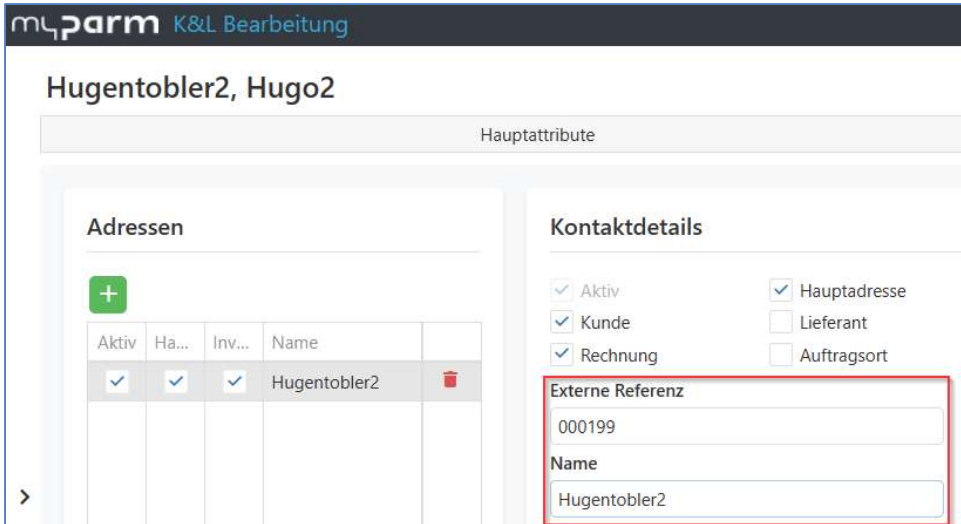 myparm K&L Bearbeitung
Hugentobler2, Hugo2
Hauptattribute
Adressen
+
Aktiv Ha... Inv... Name
Hugentobler2
Kontaktdetails
Aktiv Hauptadresse
Kunde Lieferant
Rechnung Auftragsort
Externe Referenz
000199
Name
Hugentobler2